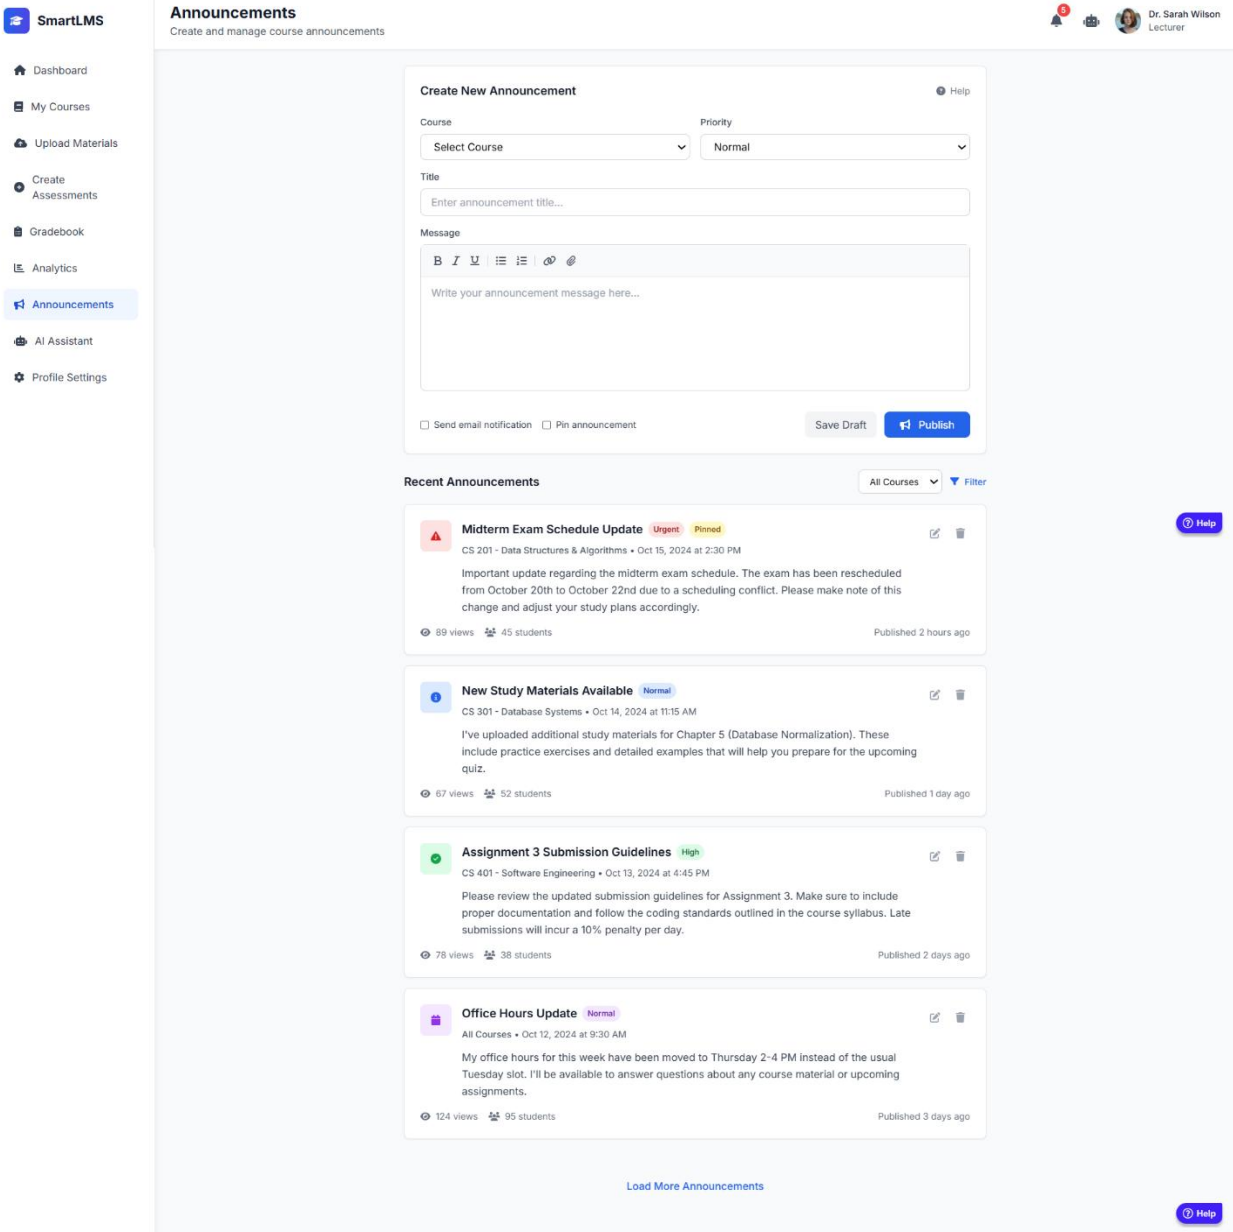 SmartLMS
Announcements
Create and manage course announcements
5
Dr. Sarah Wilson
Lecturer
Dashboard
My Courses
Upload Materials
Create
Assessments
Gradebook
Analytics
Announcements
AI Assistant
Profile Settings
Create New Announcement
Help
Course
Priority
Select Course
Normal
Title
Enter announcement title...
Message
B I U
Write your announcement message here...
Send email notification
Pin announcement
Save Draft
Publish
Recent Announcements
All Courses
Filter
Midterm Exam Schedule Update Urgent Pinned
CS 201 - Data Structures & Algorithms • Oct 15, 2024 at 2:30 PM
Important update regarding the midterm exam schedule. The exam has been rescheduled
from October 20th to October 22nd due to a scheduling conflict. Please make note of this
change and adjust your study plans accordingly.
89 views 45 students Published 2 hours ago
Help
New Study Materials Available Normal
CS 301 - Database Systems • Oct 14, 2024 at 11:15 AM
I've uploaded additional study materials for Chapter 5 (Database Normalization). These
include practice exercises and detailed examples that will help you prepare for the upcoming
quiz.
67 views 52 students Published 1 day ago
Assignment 3 Submission Guidelines High
CS 401 - Software Engineering • Oct 13, 2024 at 4:45 PM
Please review the updated submission guidelines for Assignment 3. Make sure to include
proper documentation and follow the coding standards outlined in the course syllabus. Late
submissions will incur a 10% penalty per day.
78 views 38 students Published 2 days ago
Office Hours Update Normal
All Courses • Oct 12, 2024 at 9:30 AM
My office hours for this week have been moved to Thursday 2-4 PM instead of the usual
Tuesday slot. I'll be available to answer questions about any course material or upcoming
assignments.
124 views 95 students Published 3 days ago
Load More Announcements
Help